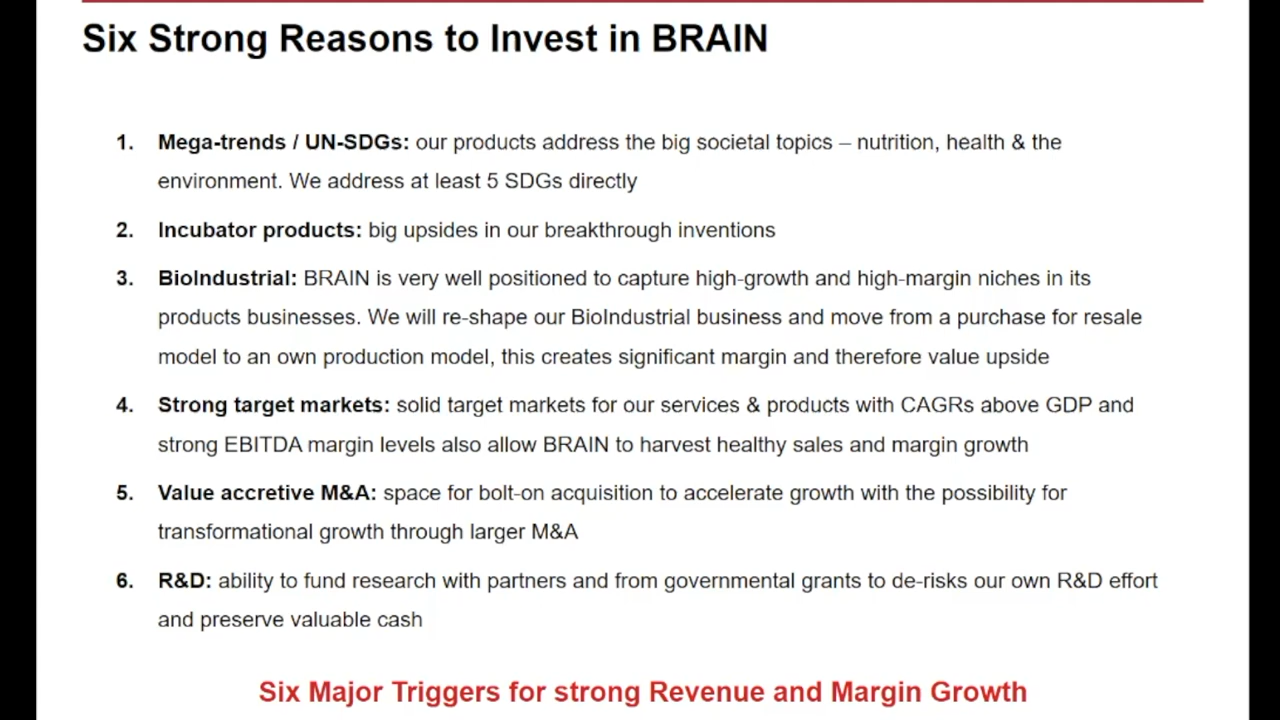 Six Strong Reasons to Invest in BRAIN
1. Mega-trends / UN-SDGs: our products address the big societal topics – nutrition, health & the
environment. We address at least 5 SDGs directly
2. Incubator products: big upsides in our breakthrough inventions
3. BioIndustrial: BRAIN is very well positioned to capture high-growth and high-margin niches in its
products businesses. We will re-shape our BioIndustrial business and move from a purchase for resale
model to an own production model, this creates significant margin and therefore value upside
4. Strong target markets: solid target markets for our services & products with CAGRs above GDP and
strong EBITDA margin levels also allow BRAIN to harvest healthy sales and margin growth
5. Value accretive M&A: space for bolt-on acquisition to accelerate growth with the possibility for
transformational growth through larger M&A
6. R&D: ability to fund research with partners and from governmental grants to de-risks our own R&D effort
and preserve valuable cash
Six Major Triggers for strong Revenue and Margin Growth